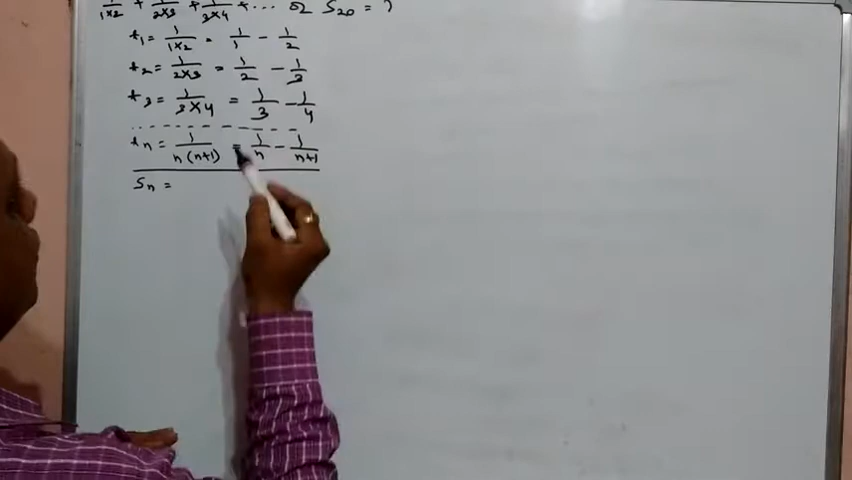 1/1×2 + 1/2×3 + 1/3×4 + ... S₂₀ = ?
t₁ = 1/1×2 = 1/1 - 1/2
t₂ = 1/2×3 = 1/2 - 1/3
t₃ = 1/3×4 = 1/3 - 1/4
tₙ = 1/n(n+1) = 1/n - 1/n+1
Sₙ =